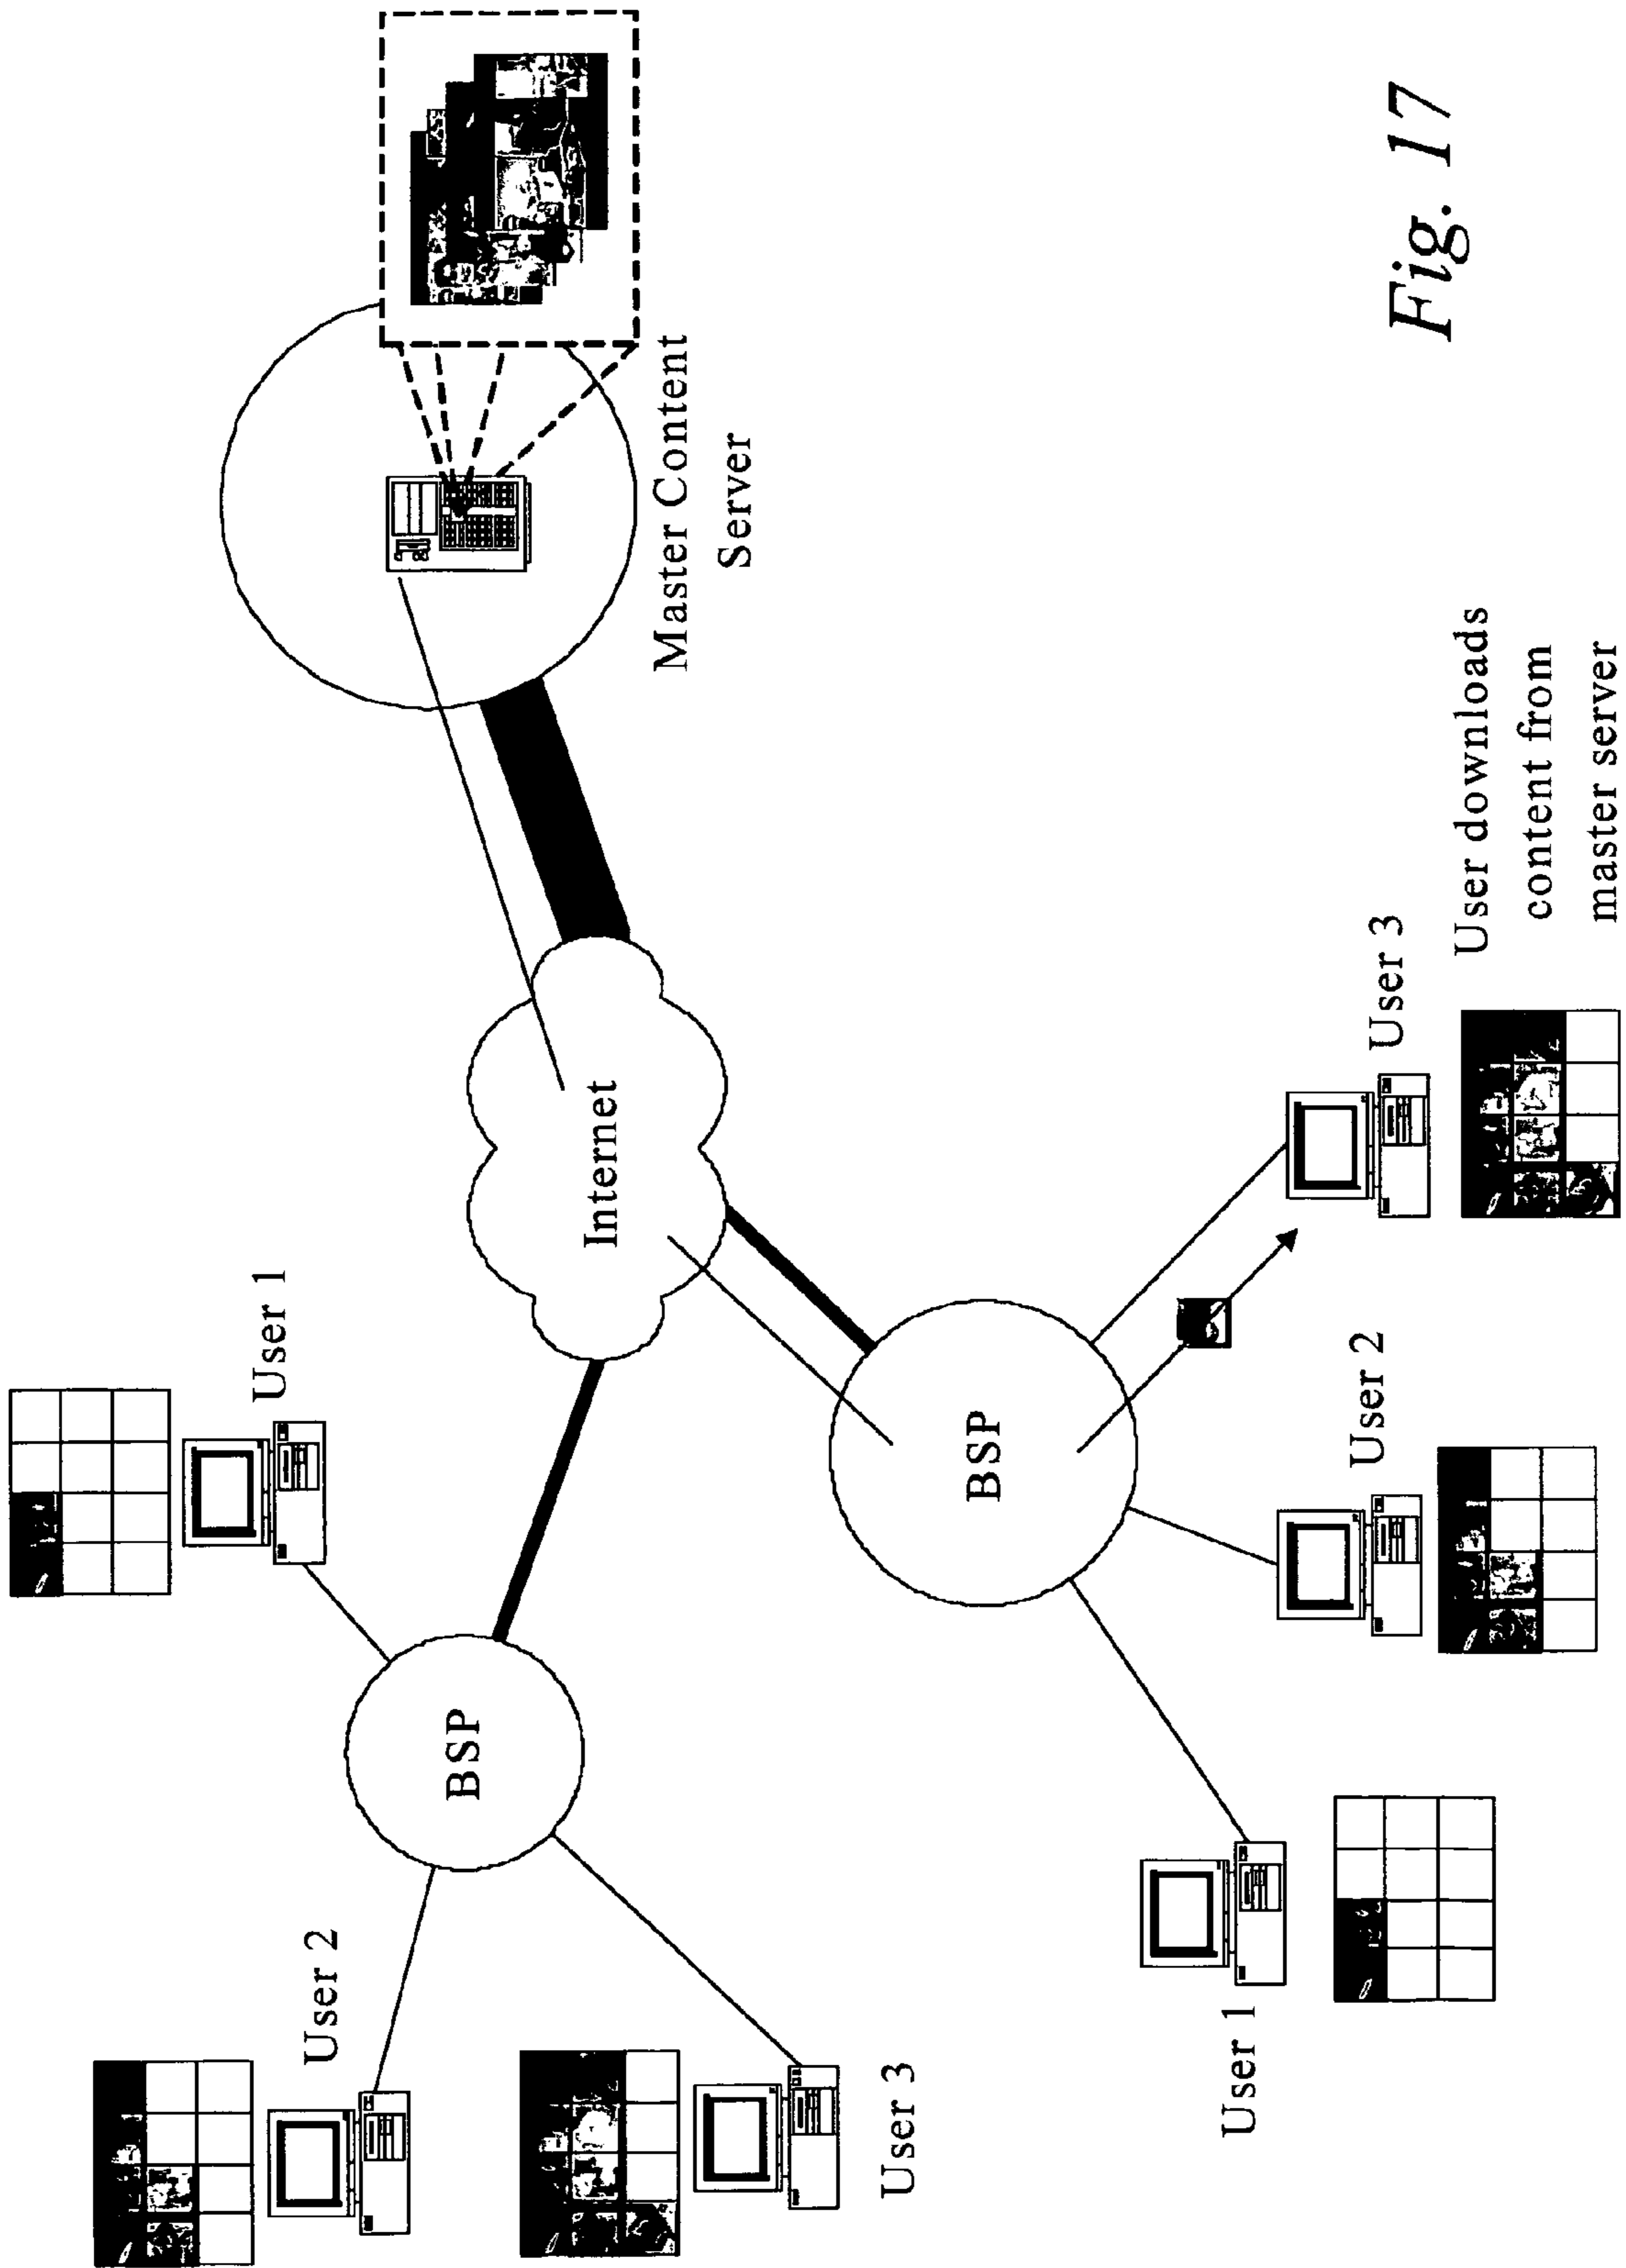 User 1
User 2
BSP
Internet
Master Content
Server
User 3
BSP
User 1
User 2
User 3
User downloads
content from
master server
Fig. 17